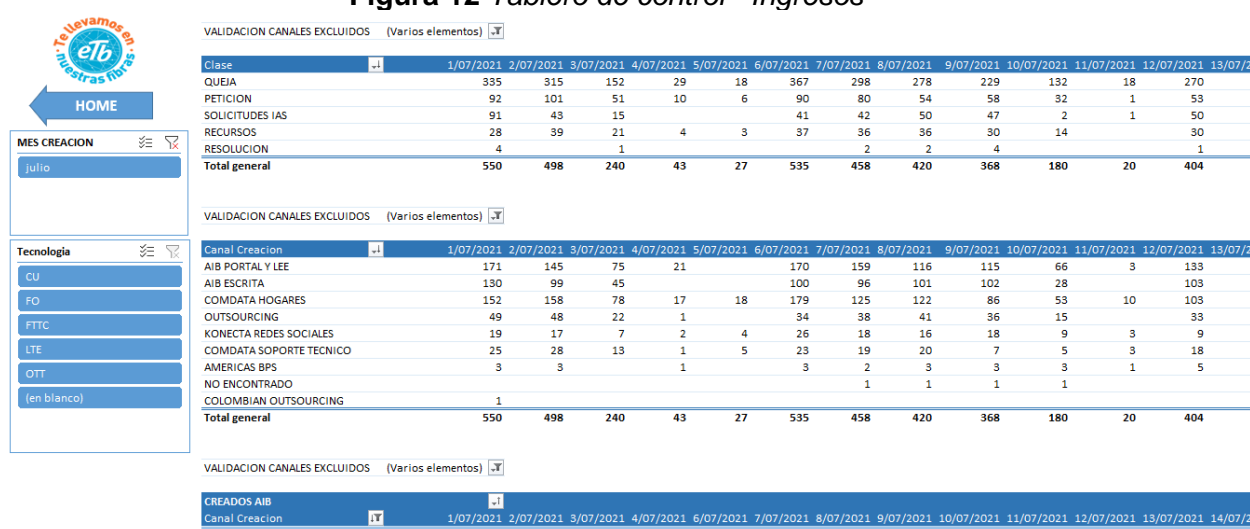 Figura 12 Tablero de control - Ingresos
Te llevamos en
eTb
nuestras fibras
HOME
MES CREACION
julio
Tecnologia
CU
FO
FTTC
LTE
OTT
(en blanco)
VALIDACION CANALES EXCLUIDOS (Varios elementos)
Clase 1/07/2021 2/07/2021 3/07/2021 4/07/2021 5/07/2021 6/07/2021 7/07/2021 8/07/2021 9/07/2021 10/07/2021 11/07/2021 12/07/2021 13/07/2
QUEJA 335 315 152 29 18 367 298 278 229 132 18 270
PETICION 92 101 51 10 6 90 80 54 58 32 1 53
SOLICITUDES IAS 91 43 15 41 42 50 47 2 1 50
RECURSOS 28 39 21 4 3 37 36 36 30 14 30
RESOLUCION 4 1 2 2 4 1
Total general 550 498 240 43 27 535 458 420 368 180 20 404
VALIDACION CANALES EXCLUIDOS (Varios elementos)
Canal Creacion 1/07/2021 2/07/2021 3/07/2021 4/07/2021 5/07/2021 6/07/2021 7/07/2021 8/07/2021 9/07/2021 10/07/2021 11/07/2021 12/07/2021 13/07/2
AIB PORTAL Y LEE 171 145 75 21 170 159 116 115 66 3 133
AIB ESCRITA 130 99 45 100 96 101 102 28 103
COMDATA HOGARES 152 158 78 17 18 179 125 122 86 53 10 103
OUTSOURCING 49 48 22 1 34 38 41 36 15 33
KONECTA REDES SOCIALES 19 17 7 2 4 26 18 16 18 9 3 9
COMDATA SOPORTE TECNICO 25 28 13 1 5 23 19 20 7 5 3 18
AMERICAS BPS 3 3 1 3 2 3 3 3 1 5
NO ENCONTRADO 1 1 1 1
COLOMBIAN OUTSOURCING 1
Total general 550 498 240 43 27 535 458 420 368 180 20 404
VALIDACION CANALES EXCLUIDOS (Varios elementos)
CREADOS AIB
Canal Creacion 1/07/2021 2/07/2021 3/07/2021 4/07/2021 6/07/2021 7/07/2021 8/07/2021 9/07/2021 10/07/2021 11/07/2021 12/07/2021 13/07/2021 14/07/2